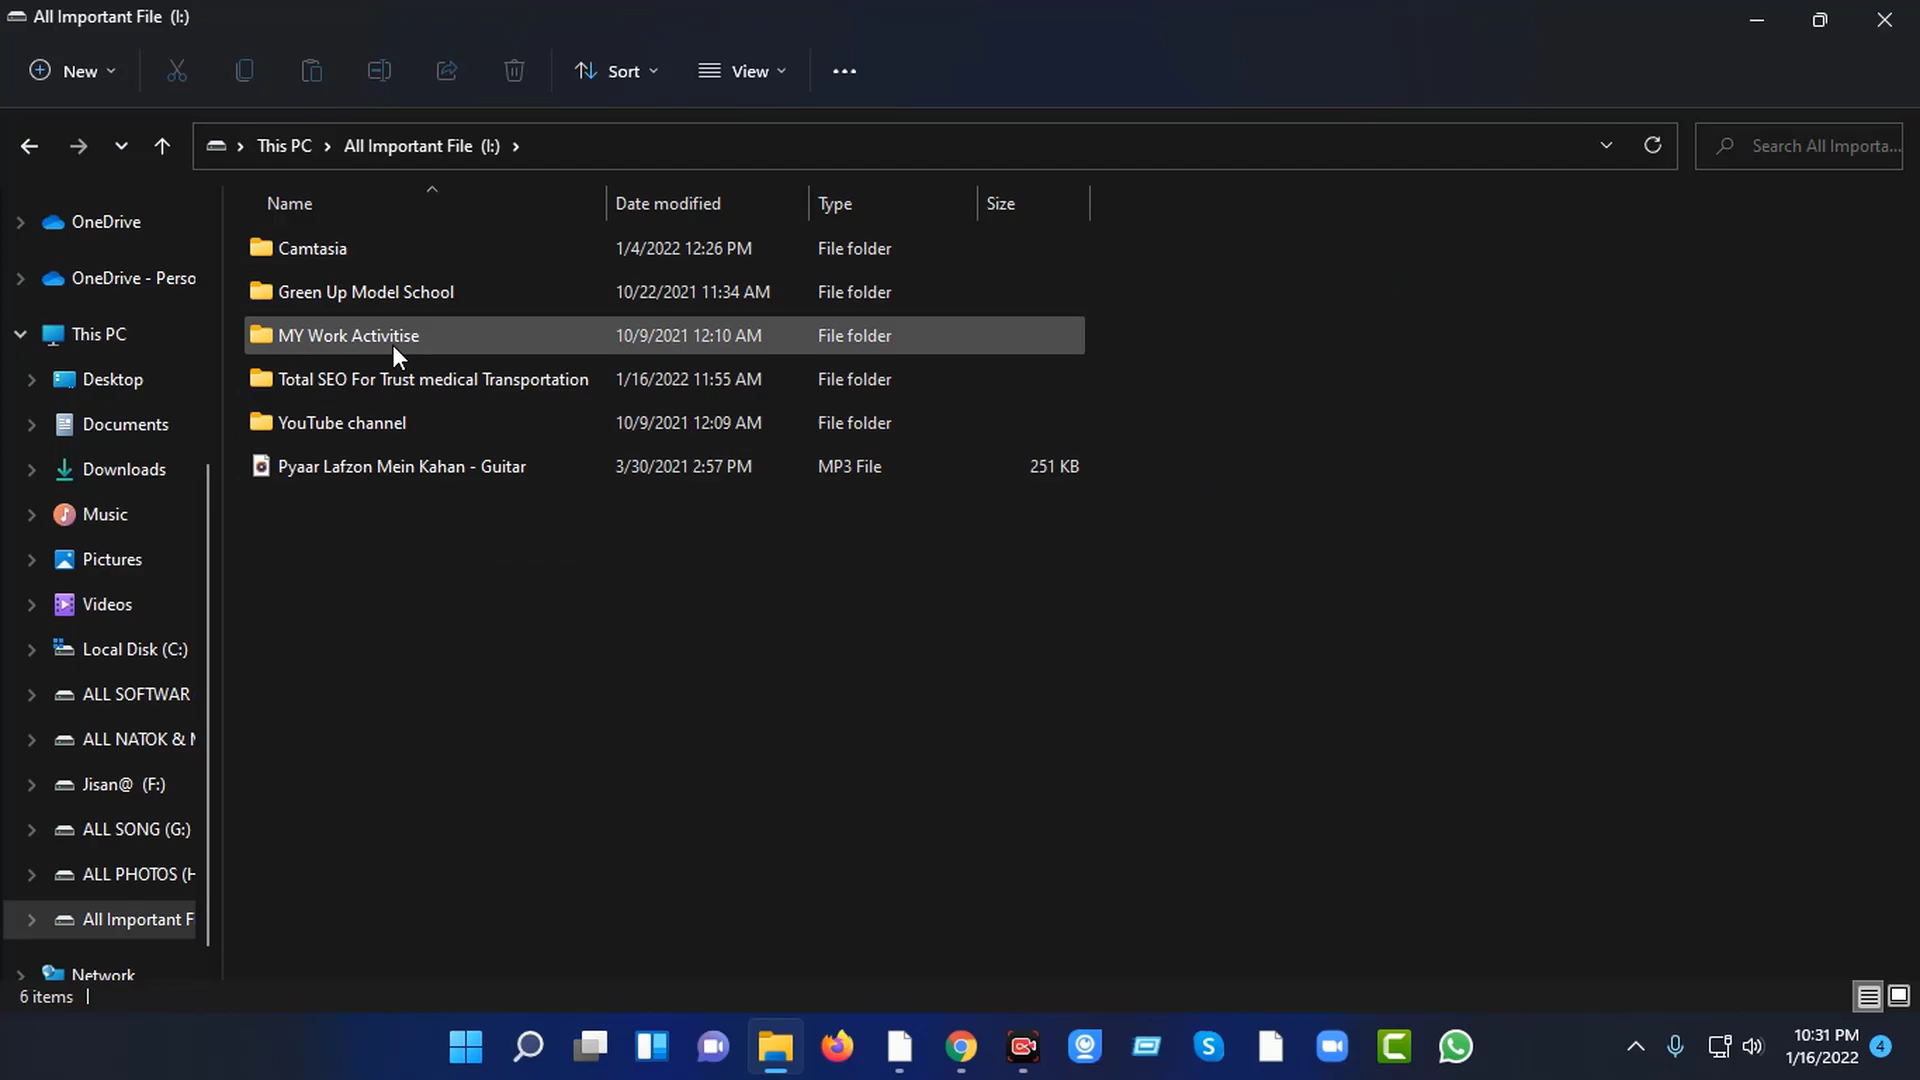 All Important File (I:)
New
Sort
View
This PC
All Important File (I:)
Search All Importa...
Name
Date modified
Type
Size
Camtasia
1/4/2022 12:26 PM
File folder
Green Up Model School
10/22/2021 11:34 AM
File folder
MY Work Activitise
10/9/2021 12:10 AM
File folder
Total SEO For Trust medical Transportation
1/16/2022 11:55 AM
File folder
YouTube channel
10/9/2021 12:09 AM
File folder
Pyaar Lafzon Mein Kahan - Guitar
3/30/2021 2:57 PM
MP3 File
251 KB
OneDrive
OneDrive - Perso
This PC
Desktop
Documents
Downloads
Music
Pictures
Videos
Local Disk (C:)
ALL SOFTWAR
ALL NATOK &
Jisan@ (F:)
ALL SONG (G:)
ALL PHOTOS (H
All Important F
Network
6 items
10:31 PM
1/16/2022
4